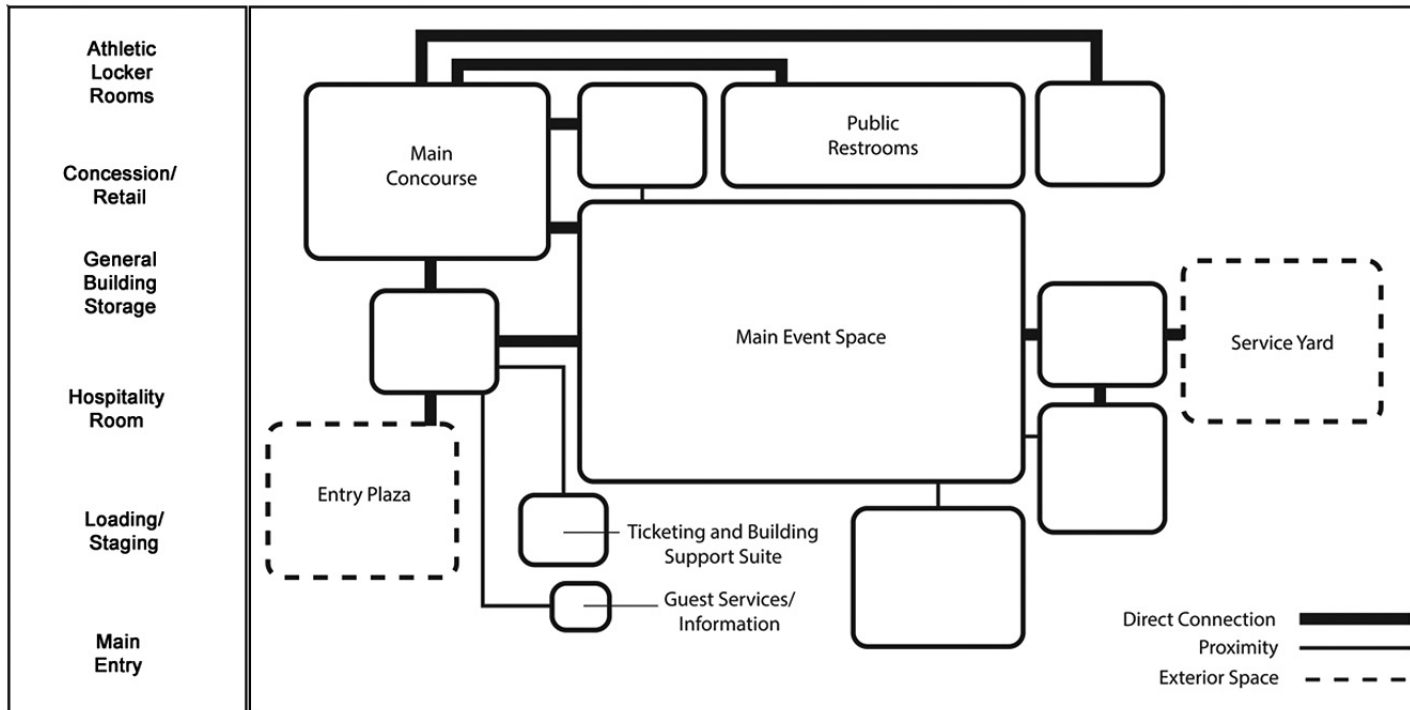 Athletic
Locker
Rooms
Concession/
Retail
General
Building
Storage
Hospitality
Room
Loading/
Staging
Main
Entry
Main
Concourse
Public
Restrooms
Main Event Space
Service Yard
Entry Plaza
Ticketing and Building
Support Suite
Guest Services/
Information
Direct Connection
Proximity
Exterior Space